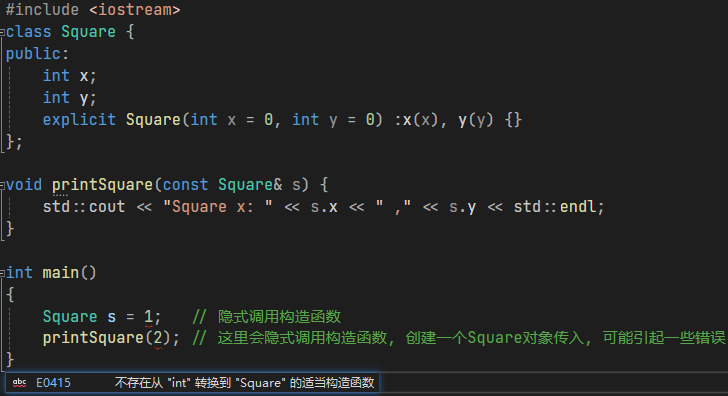 #include <iostream>
class Square {
public:
    int x;
    int y;
    explicit Square(int x = 0, int y = 0) :x(x), y(y) {}
};

void printSquare(const Square& s) {
    std::cout << "Square x: " << s.x << " ," << s.y << std::endl;
}

int main()
{
    Square s = 1;   // 隐式调用构造函数
    printSquare(2); // 这里会隐式调用构造函数, 创建一个Square对象传入, 可能引起一些错误
}
abc E0415 不存在从 "int" 转换到 "Square" 的适当构造函数